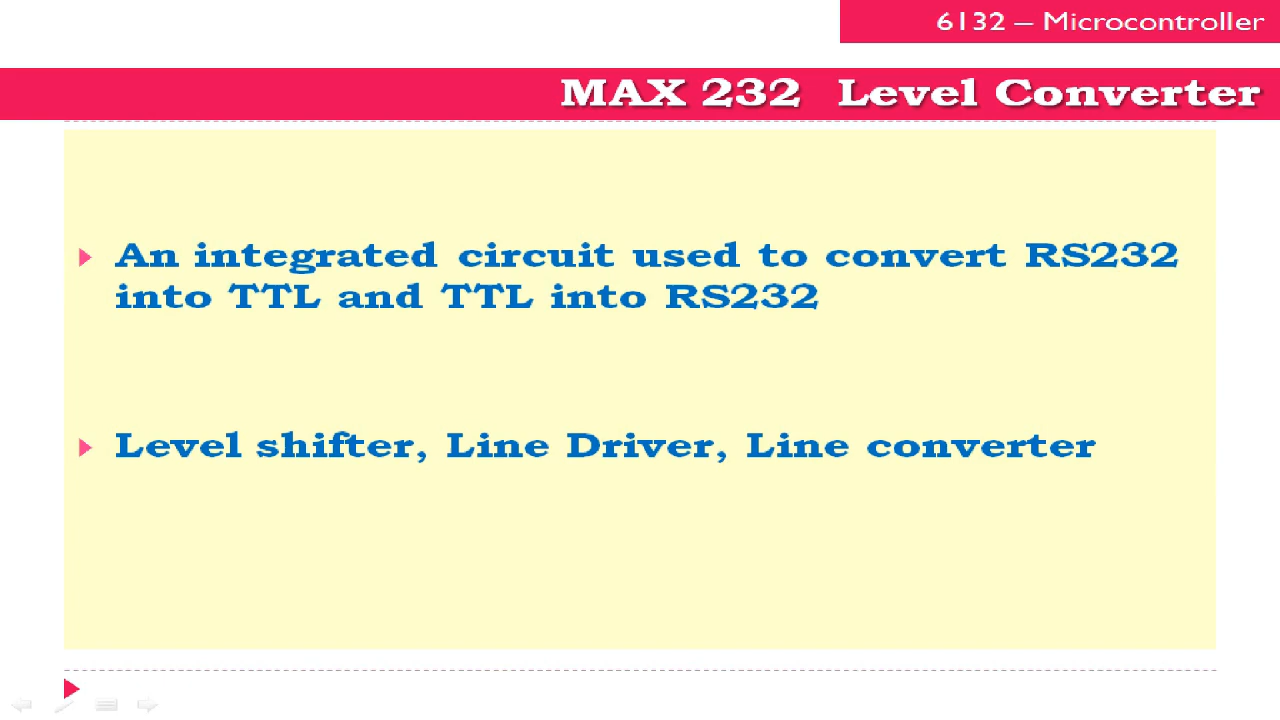 6132 – Microcontroller
MAX 232 Level Converter
An integrated circuit used to convert RS232
into TTL and TTL into RS232
Level shifter, Line Driver, Line converter